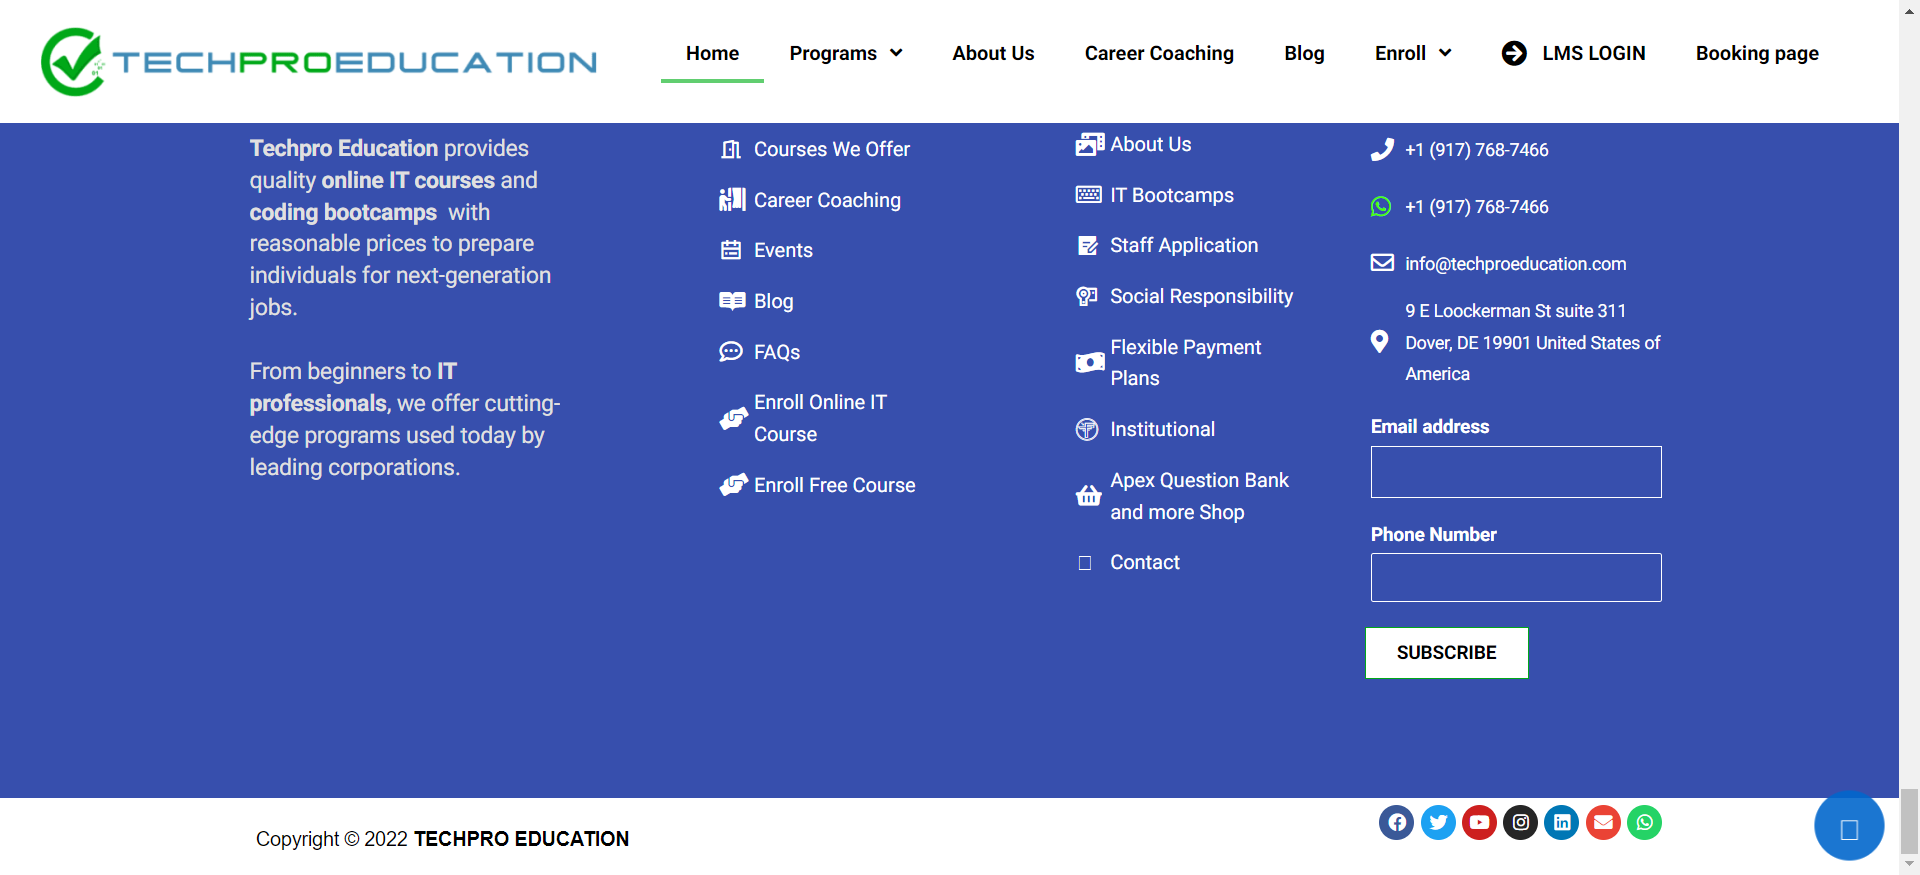 TECHPROEDUCATION
Home
Programs
About Us
Career Coaching
Blog
Enroll
LMS LOGIN
Booking page
Techpro Education provides
quality online IT courses and
coding bootcamps with
reasonable prices to prepare
individuals for next-generation
jobs.
From beginners to IT
professionals, we offer cutting-
edge programs used today by
leading corporations.
Courses We Offer
Career Coaching
Events
Blog
FAQs
Enroll Online IT
Course
Enroll Free Course
About Us
IT Bootcamps
Staff Application
Social Responsibility
Flexible Payment
Plans
Institutional
Apex Question Bank
and more Shop
Contact
+1 (917) 768-7466
+1 (917) 768-7466
info@techproeducation.com
9 E Loockerman St suite 311
Dover, DE 19901 United States of
America
Email address
Phone Number
SUBSCRIBE
Copyright © 2022 TECHPRO EDUCATION